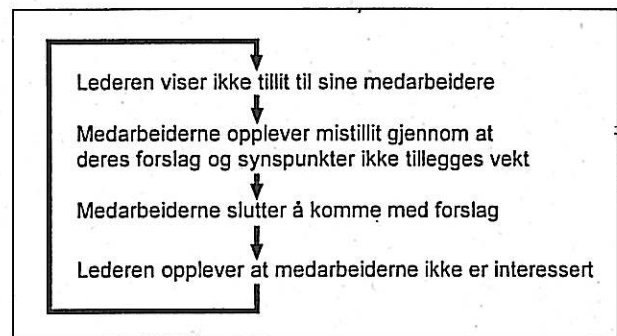 Lederen viser ikke tillit til sine medarbeidere
Medarbeiderne opplever mistillit gjennom at
deres forslag og synspunkter ikke tillegges vekt
Medarbeiderne slutter å komme med forslag
Lederen opplever at medarbeiderne ikke er interessert